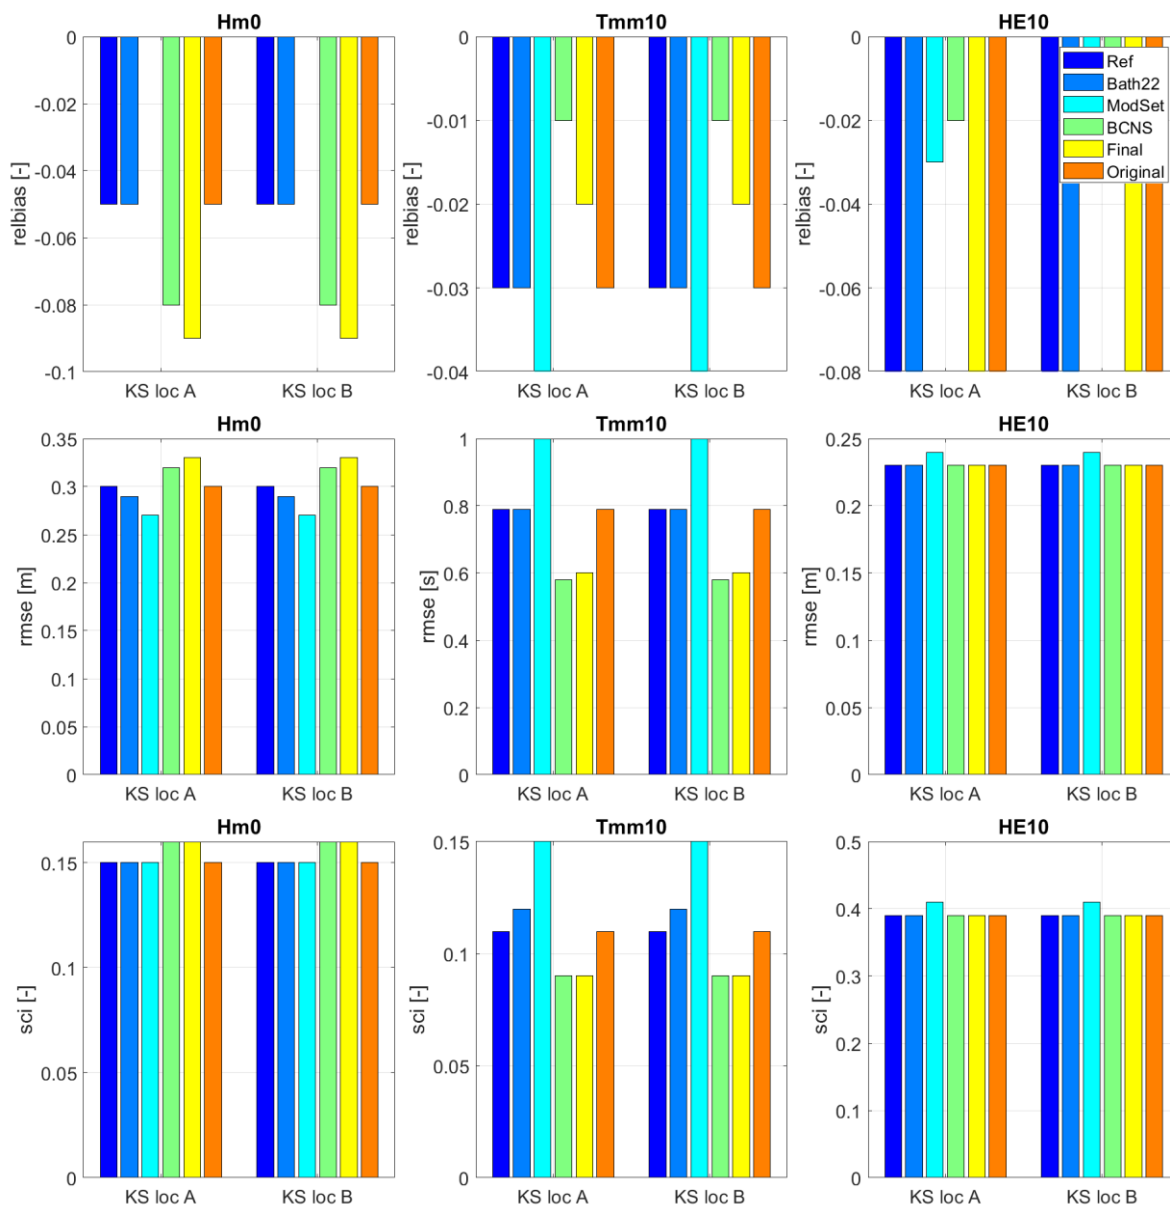 Hm0
0
-0.02
-0.04
-0.06
-0.08
-0.1
relbias [-]
KS loc A
KS loc B
Tmm10
0
-0.01
-0.02
-0.03
-0.04
relbias [-]
KS loc A
KS loc B
HE10
0
-0.02
-0.04
-0.06
-0.08
relbias [-]
KS loc A
KS loc B
Ref
Bath22
ModSet
BCNS
Final
Original
Hm0
0.35
0.3
0.25
0.2
0.15
0.1
0.05
0
rmse [m]
KS loc A
KS loc B
Tmm10
1
0.8
0.6
0.4
0.2
0
rmse [s]
KS loc A
KS loc B
HE10
0.25
0.2
0.15
0.1
0.05
0
rmse [m]
KS loc A
KS loc B
Hm0
0.15
0.1
0.05
0
sci [-]
KS loc A
KS loc B
Tmm10
0.15
0.1
0.05
0
sci [-]
KS loc A
KS loc B
HE10
0.5
0.4
0.3
0.2
0.1
0
sci [-]
KS loc A
KS loc B